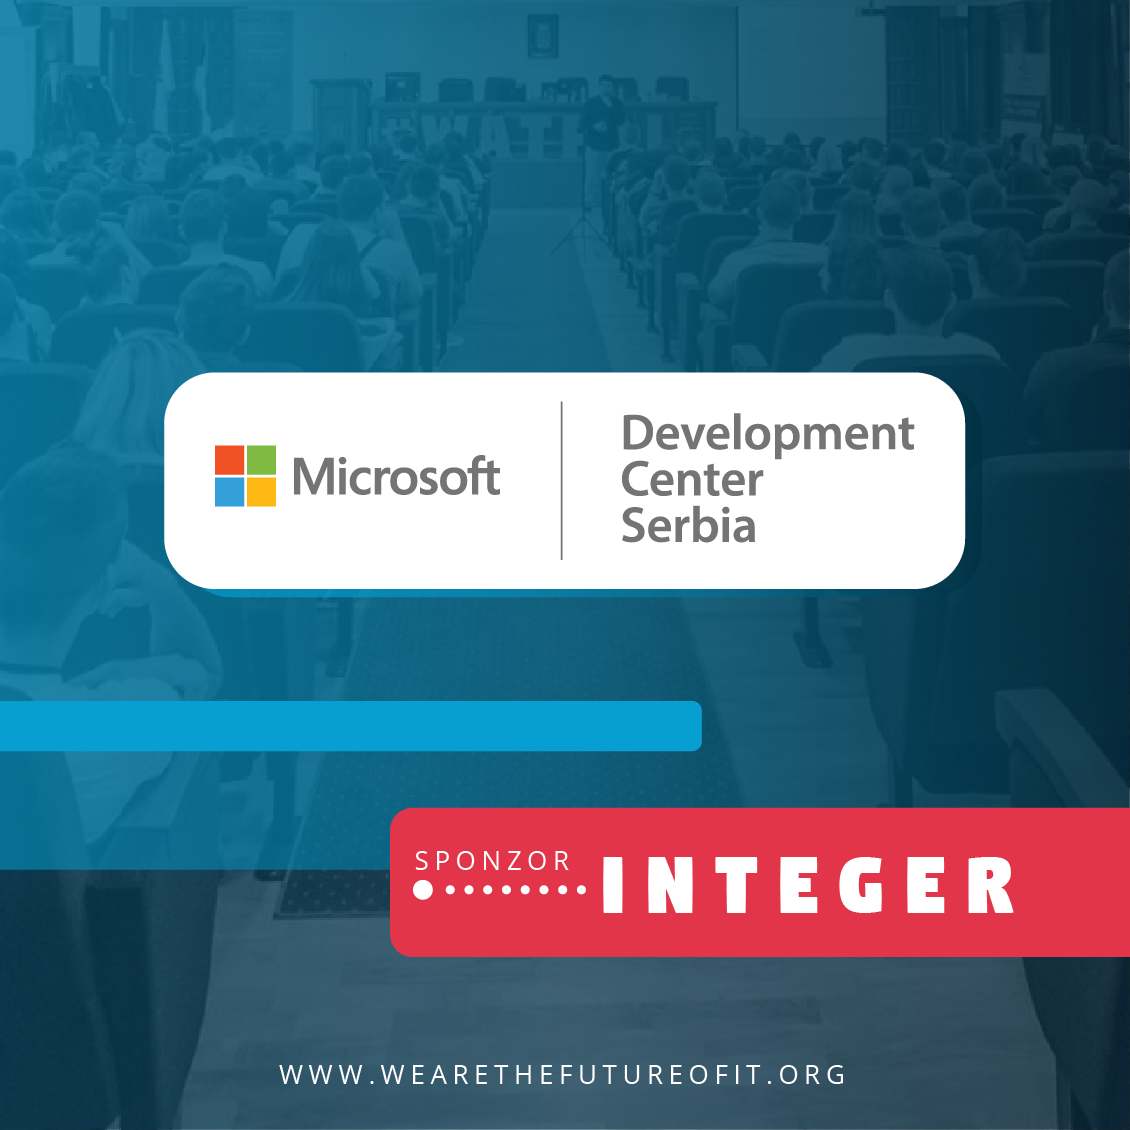 Microsoft
Development
Center
Serbia
SPONZOR
INTEGER
WWW.WEARETHEFUTUREOFIT.ORG